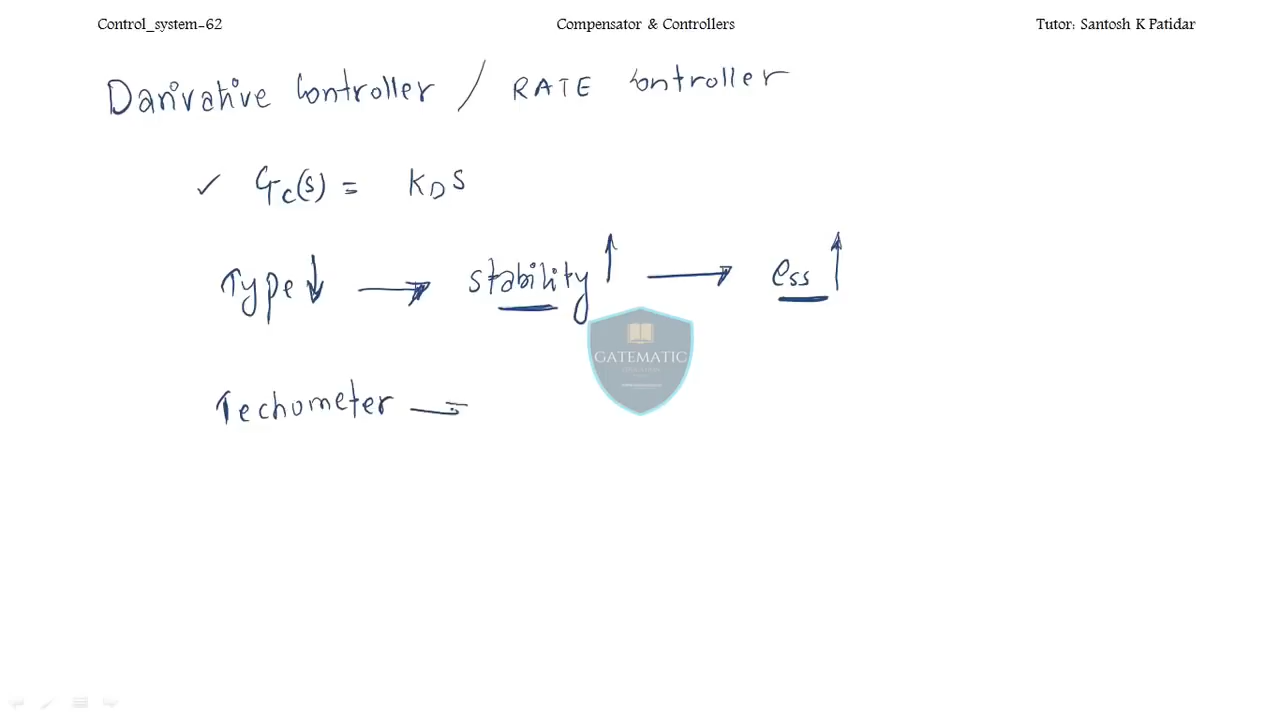 Control_system-62 Compensator & Controllers Tutor: Santosh K Patidar
Darivative Controller / RATE Controller
✓ Gc(s) = KDS
Type ↓ → stability ↑ → ess ↑
GATEMATIC
Techometer →